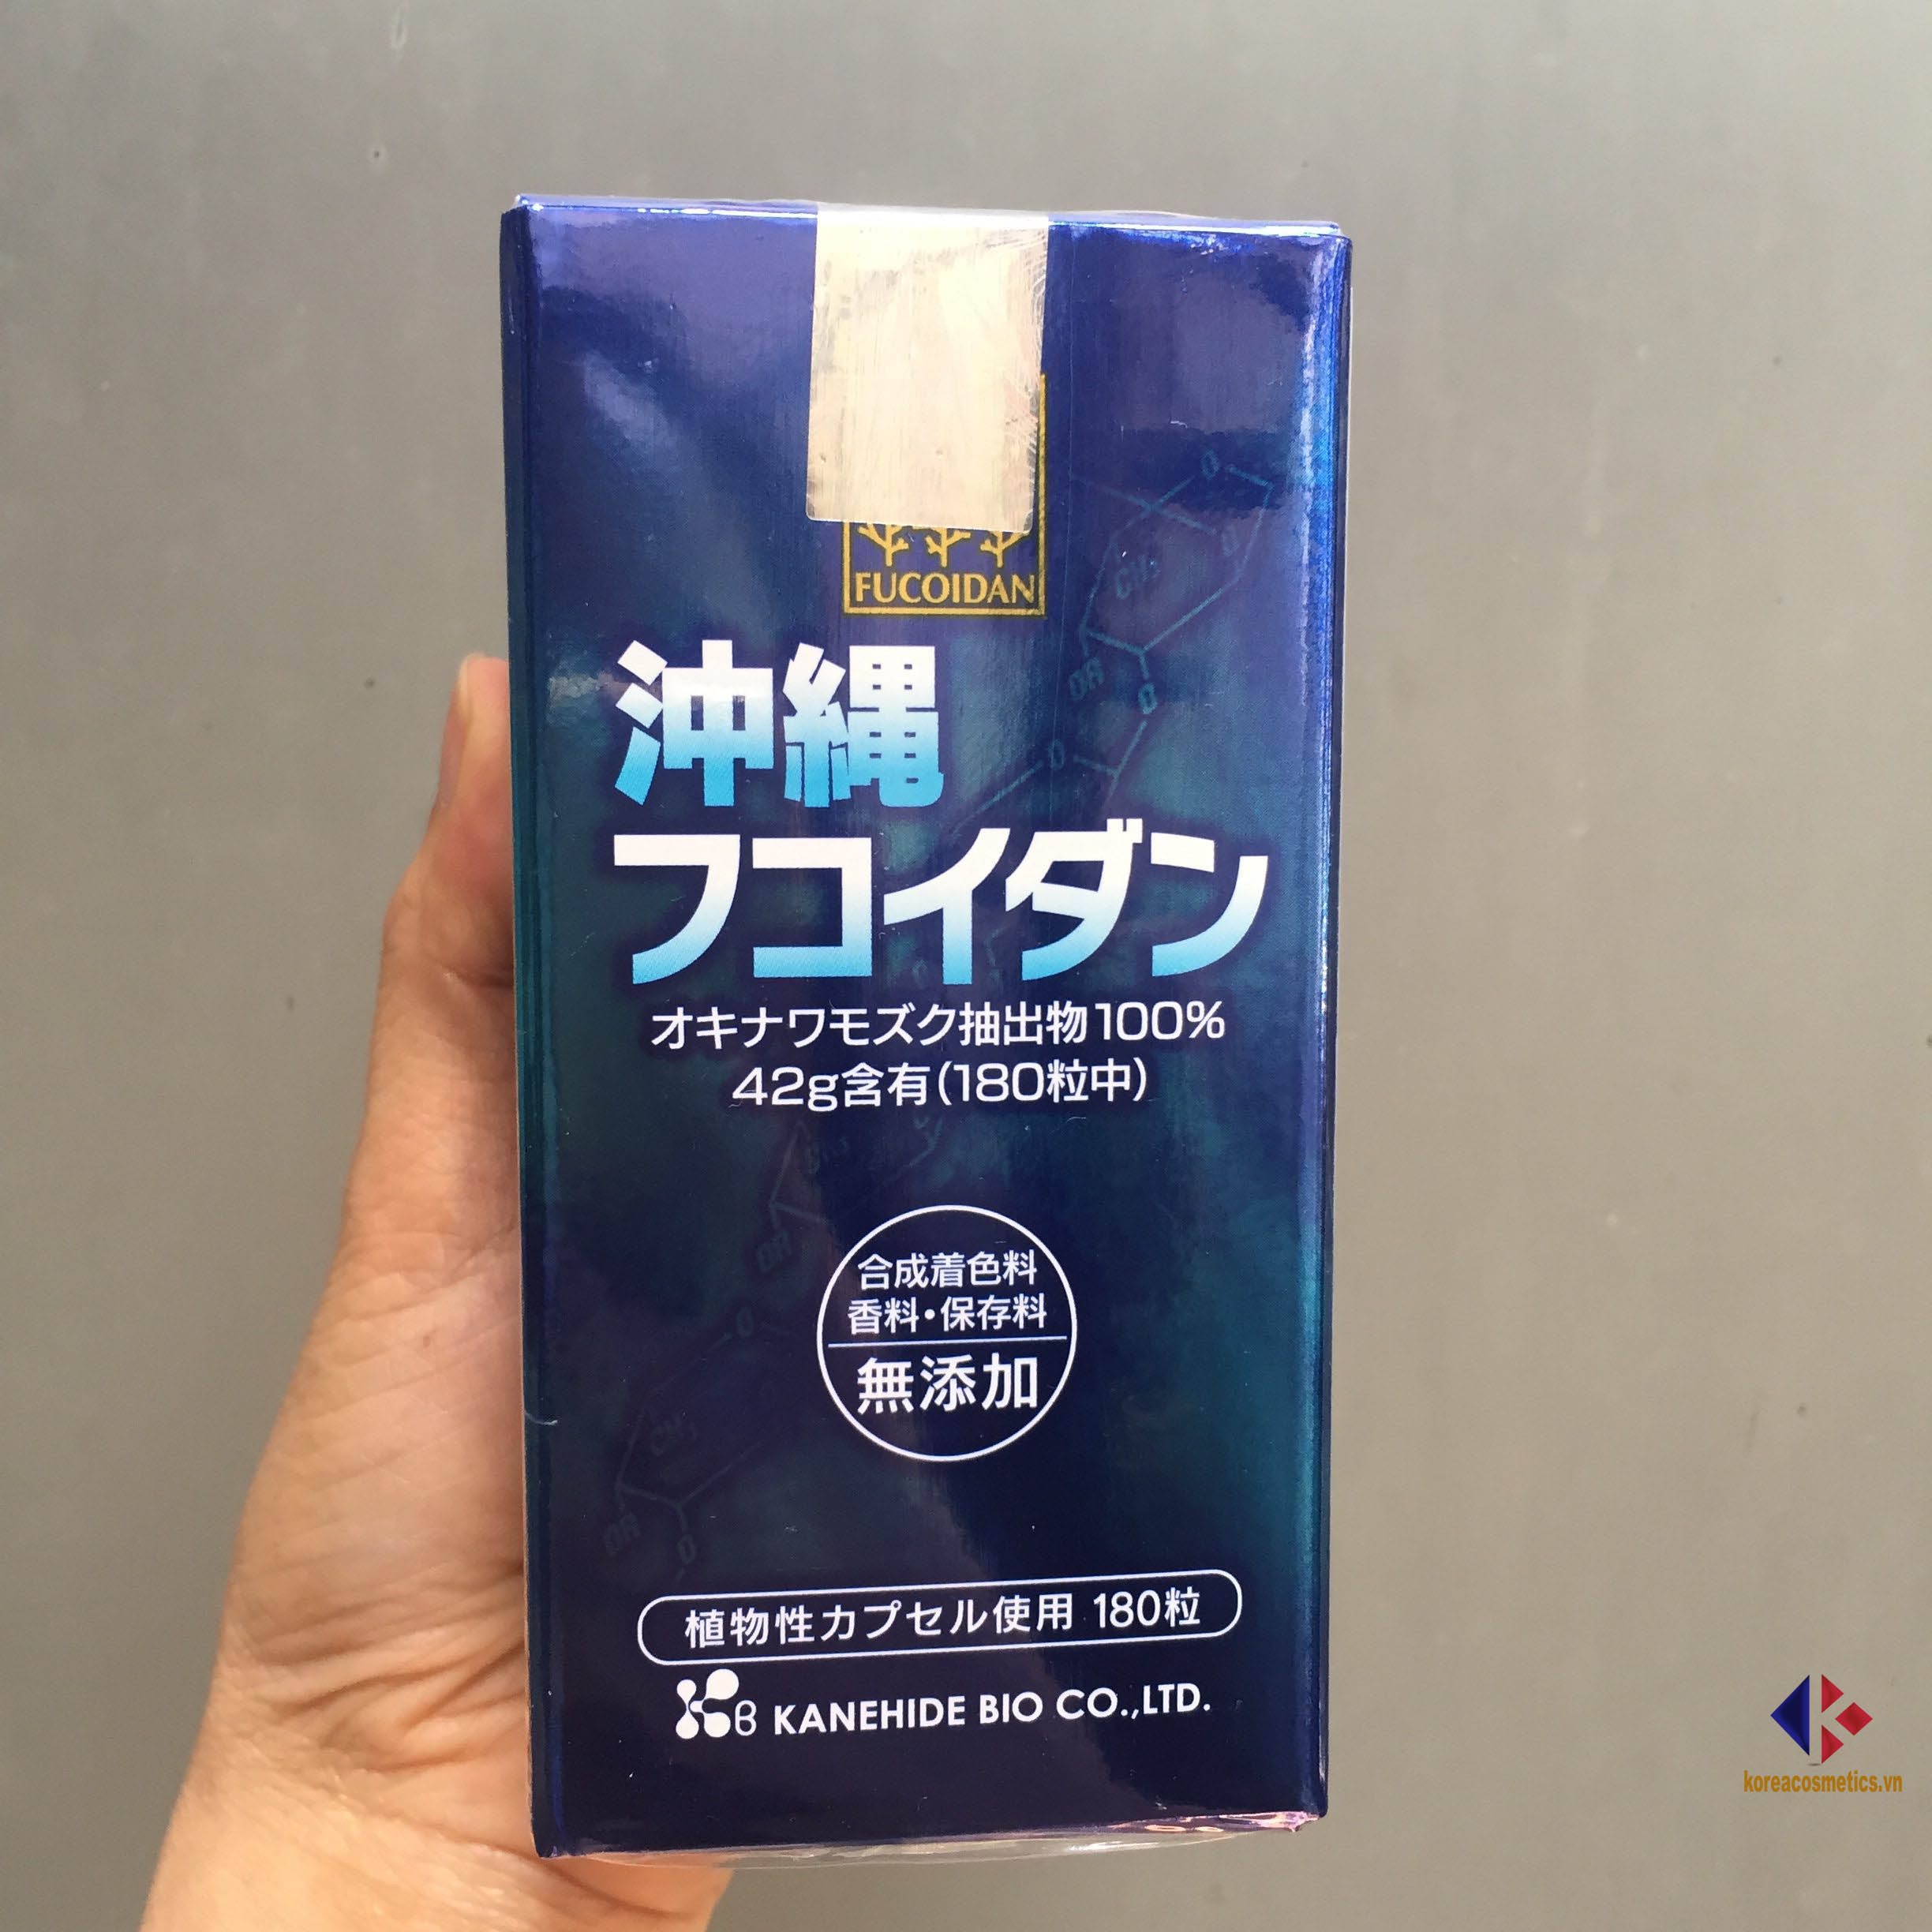 FUCOIDAN
沖縄
フコイダン
オキナワモズク抽出物100%
42g含有(180粒中)
合成着色料
香料・保存料
無添加
植物性カプセル使用 180粒
KB KANEHIDE BIO CO.,LTD.
koreacosmetics.vn